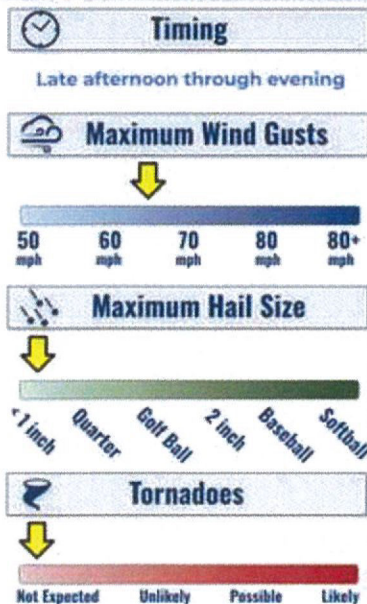 Timing
Late afternoon through evening
Maximum Wind Gusts
50 60 70 80 80+
mph mph mph mph mph
Maximum Hail Size
< 1 inch Quarter Golf Ball 2 inch Baseball Softball
Tornadoes
Not Expected Unlikely Possible Likely